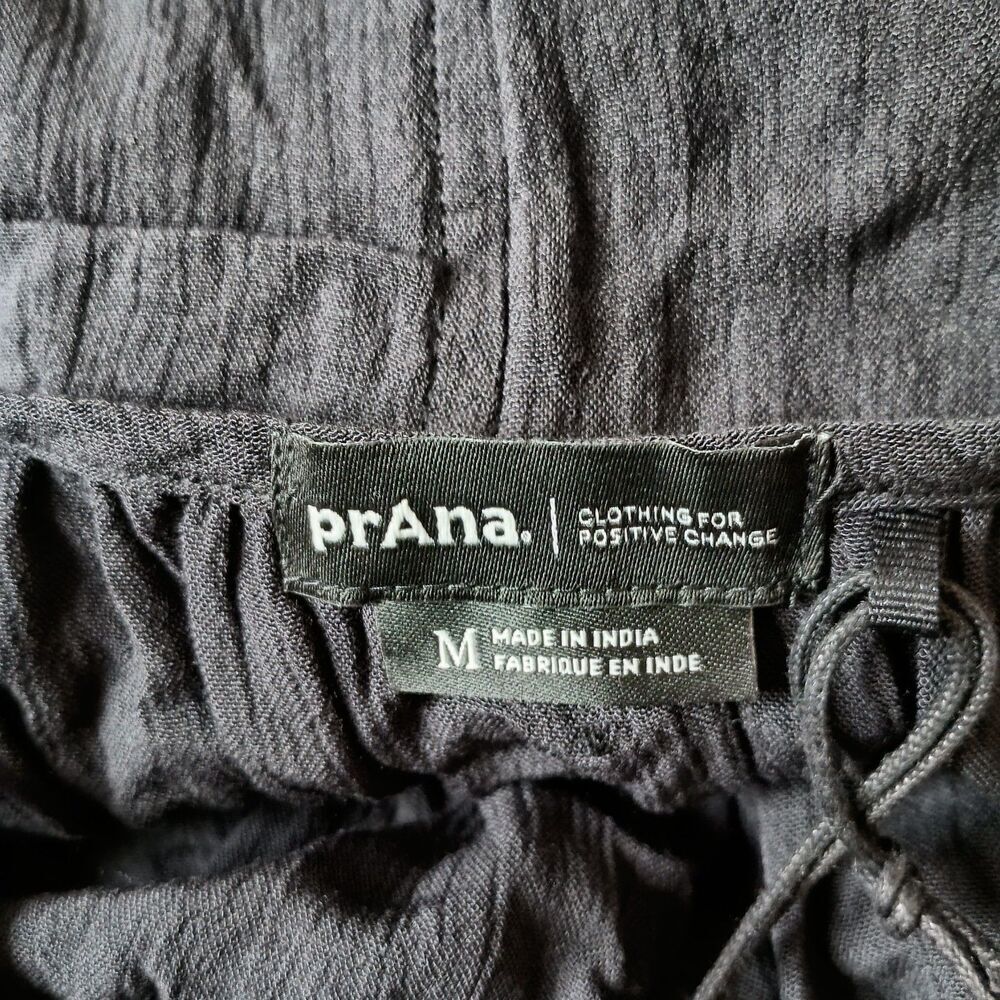 prAna. | CLOTHING FOR
POSITIVE CHANGE
M MADE IN INDIA
FABRIQUE EN INDE